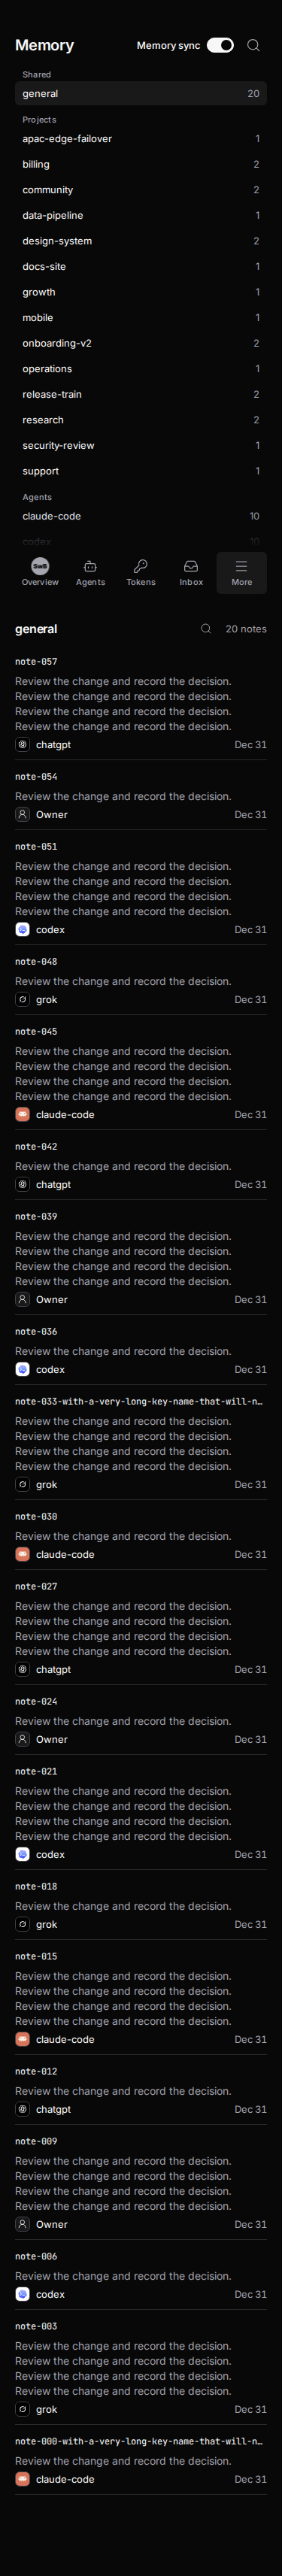 Memory
Memory sync
Shared
general 20
Projects
apac-edge-failover 1
billing 2
community 2
data-pipeline 1
design-system 2
docs-site 1
growth 1
mobile 1
onboarding-v2 2
operations 1
release-train 2
research 2
security-review 1
support 1
Agents
claude-code 10
codex 10
SwS
Overview Agents Tokens Inbox More
general 20 notes
note-057
Review the change and record the decision.
Review the change and record the decision.
Review the change and record the decision.
Review the change and record the decision.
chatgpt Dec 31
note-054
Review the change and record the decision.
Owner Dec 31
note-051
Review the change and record the decision.
Review the change and record the decision.
Review the change and record the decision.
Review the change and record the decision.
codex Dec 31
note-048
Review the change and record the decision.
grok Dec 31
note-045
Review the change and record the decision.
Review the change and record the decision.
Review the change and record the decision.
Review the change and record the decision.
claude-code Dec 31
note-042
Review the change and record the decision.
chatgpt Dec 31
note-039
Review the change and record the decision.
Review the change and record the decision.
Review the change and record the decision.
Review the change and record the decision.
Owner Dec 31
note-036
Review the change and record the decision.
codex Dec 31
note-033-with-a-very-long-key-name-that-will-n…
Review the change and record the decision.
Review the change and record the decision.
Review the change and record the decision.
Review the change and record the decision.
grok Dec 31
note-030
Review the change and record the decision.
claude-code Dec 31
note-027
Review the change and record the decision.
Review the change and record the decision.
Review the change and record the decision.
Review the change and record the decision.
chatgpt Dec 31
note-024
Review the change and record the decision.
Owner Dec 31
note-021
Review the change and record the decision.
Review the change and record the decision.
Review the change and record the decision.
Review the change and record the decision.
codex Dec 31
note-018
Review the change and record the decision.
grok Dec 31
note-015
Review the change and record the decision.
Review the change and record the decision.
Review the change and record the decision.
Review the change and record the decision.
claude-code Dec 31
note-012
Review the change and record the decision.
chatgpt Dec 31
note-009
Review the change and record the decision.
Review the change and record the decision.
Review the change and record the decision.
Review the change and record the decision.
Owner Dec 31
note-006
Review the change and record the decision.
codex Dec 31
note-003
Review the change and record the decision.
Review the change and record the decision.
Review the change and record the decision.
Review the change and record the decision.
grok Dec 31
note-000-with-a-very-long-key-name-that-will-n…
Review the change and record the decision.
claude-code Dec 31